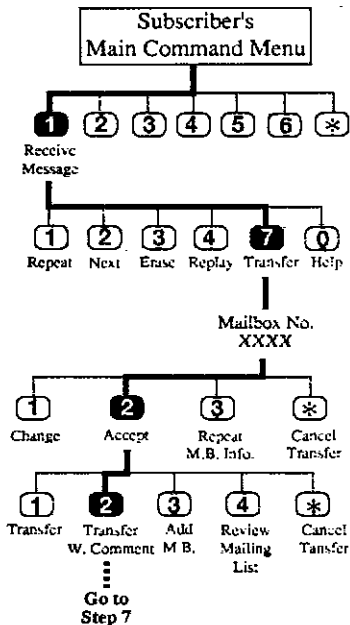 Subscriber's
Main Command Menu
1 2 3 4 5 6 *
Receive
Message
1 2 3 4 7 0
Repeat Next Erase Replay Transfer Help
Mailbox No.
XXXX
1 2 3 *
Change Accept Repeat Cancel
M.B. Info. Transfer
1 2 3 4 *
Transfer Transfer Add Review Cancel
W. Comment M B. Mailing Tansfer
List
Go to
Step 7